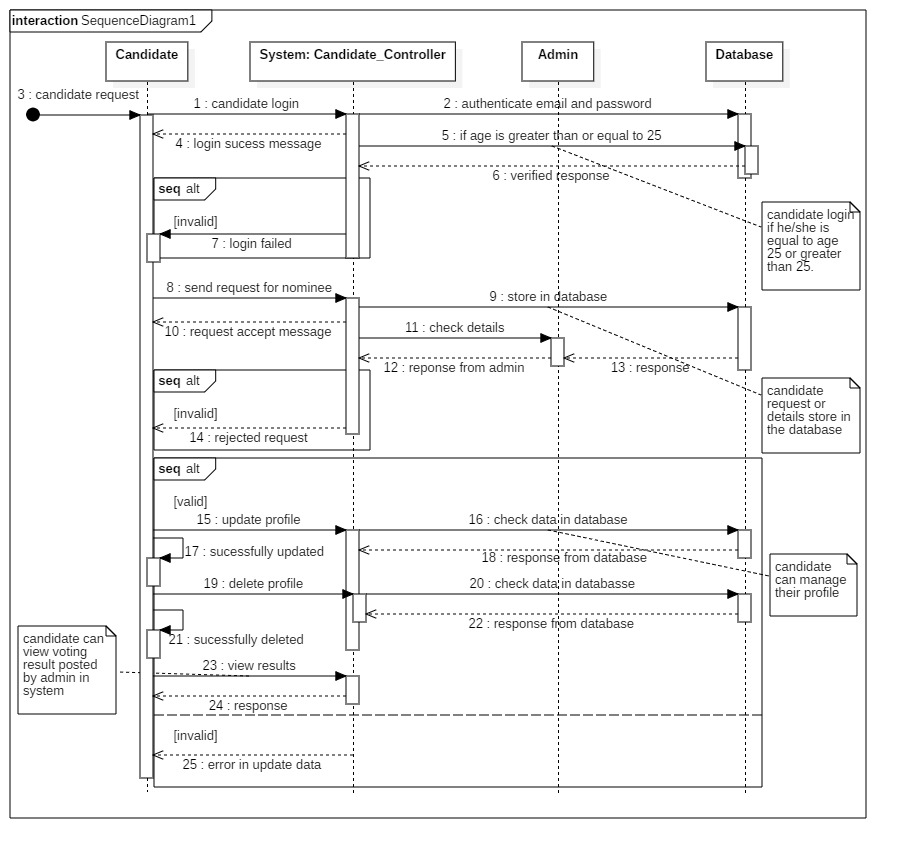 interaction SequenceDiagram1
Candidate
System: Candidate_Controller
Admin
Database
3 : candidate request
1 : candidate login
2 : authenticate email and password
4 : login sucess message
5 : if age is greater than or equal to 25
6 : verified response
seq alt
[invalid]
7 : login failed
candidate login
if he/she is
equal to age
25 or greater
than 25.
8 : send request for nominee
9 : store in database
10 : request accept message
11 : check details
12 : reponse from admin
13 : response
seq alt
[invalid]
14 : rejected request
candidate
request or
details store in
the database
seq alt
[valid]
15 : update profile
16 : check data in database
17 : sucessfully updated
18 : response from database
19 : delete profile
20 : check data in databasse
candidate
can manage
their profile
21 : sucessfully deleted
22 : response from database
candidate can
view voting
result posted
by admin in
system
23 : view results
24 : response
[invalid]
25 : error in update data